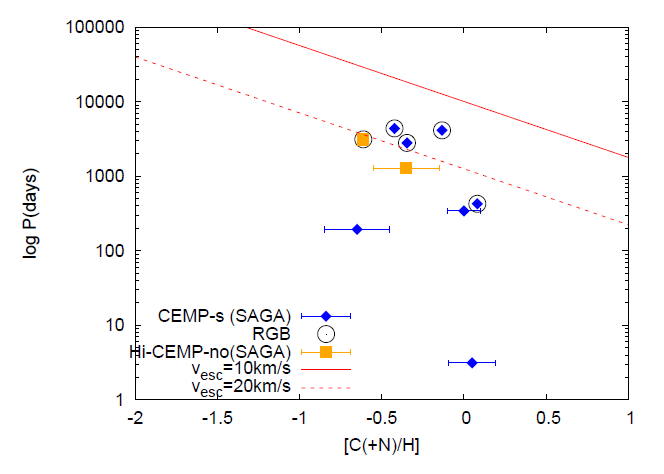 100000
10000
1000
100
10
1
log P(days)
CEMP-s (SAGA)
RGB
Hi-CEMP-no(SAGA)
vesc=10km/s
vesc=20km/s
-2 -1.5 -1 -0.5 0 0.5 1
[C(+N)/H]